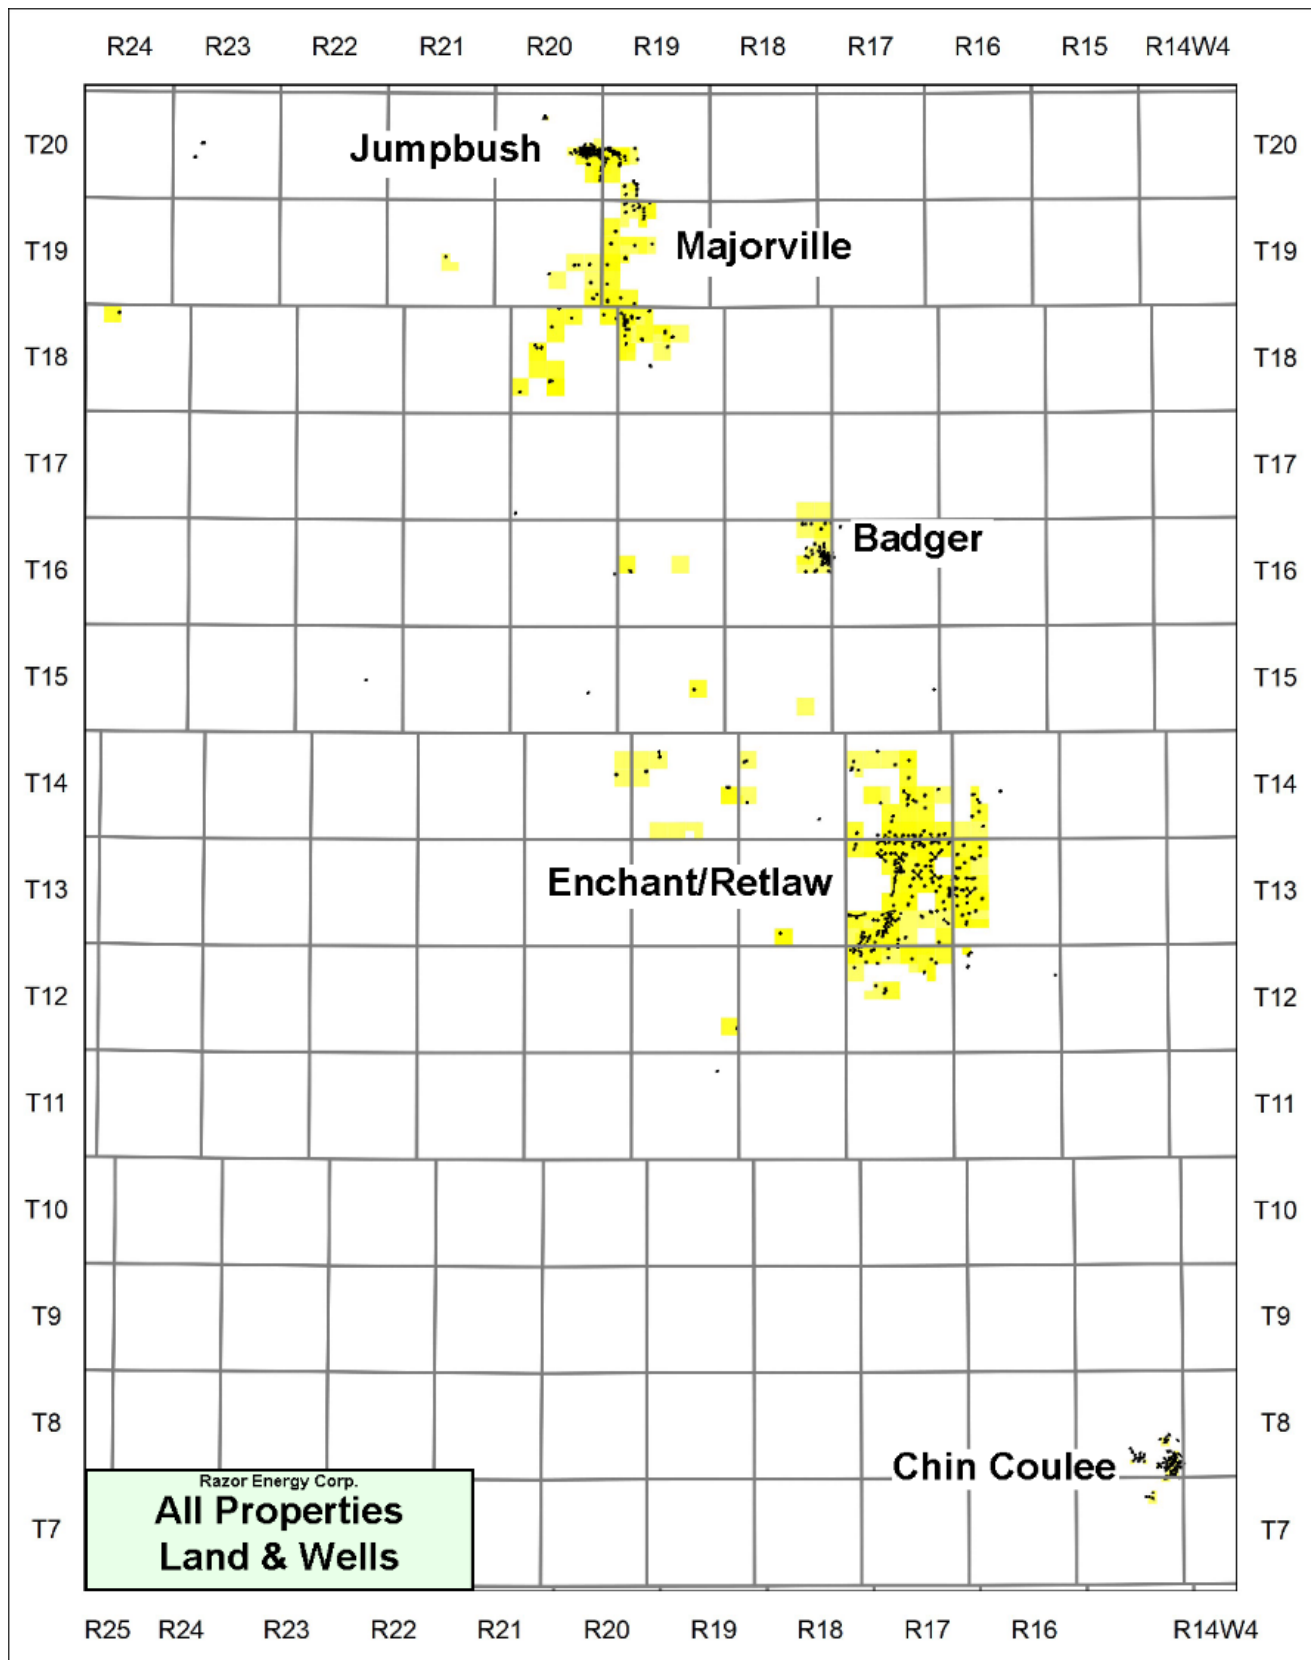 R24 R23 R22 R21 R20 R19 R18 R17 R16 R15 R14W4
T20 Jumpbush T20
T19 Majorville T19
T18 T18
T17 T17
Badger
T16 T16
T15 T15
T14 T14
Enchant/Retlaw
T13 T13
T12 T12
T11 T11
T10 T10
T9 T9
T8 T8
Chin Coulee
Razor Energy Corp.
All Properties
T7 T7
Land & Wells
R25 R24 R23 R22 R21 R20 R19 R18 R17 R16 R14W4